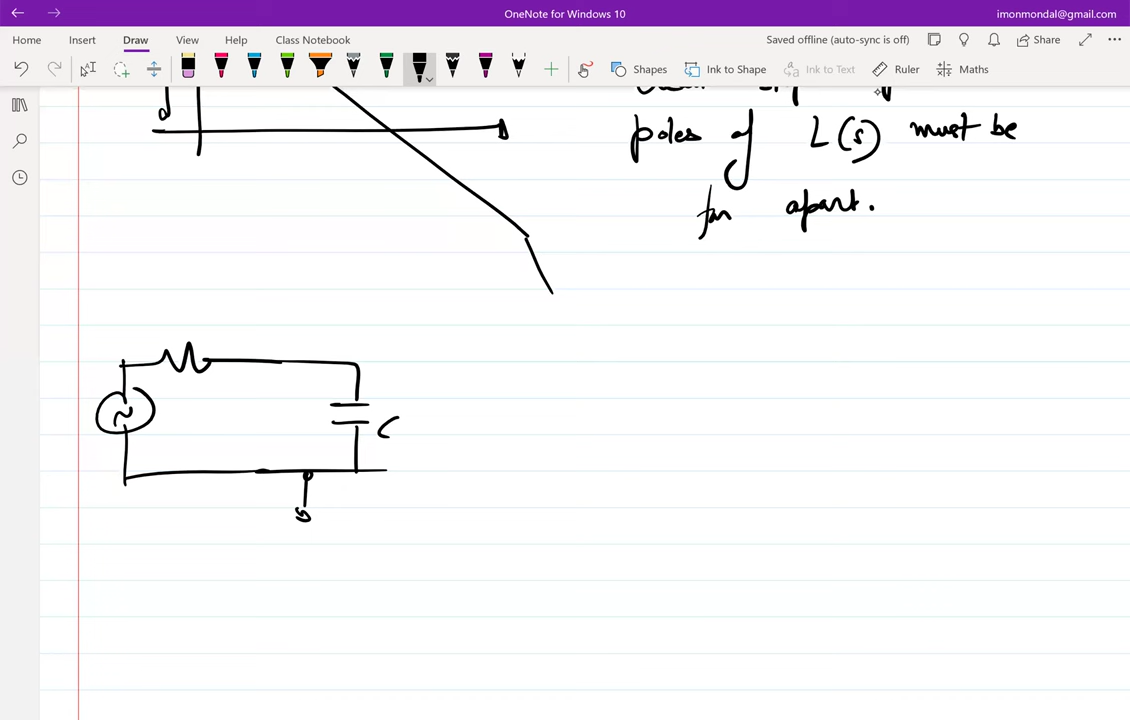 OneNote for Windows 10
imonmondal@gmail.com
Home Insert Draw View Help Class Notebook
Saved offline (auto-sync is off) Share
Shapes Ink to Shape Ink to Text Ruler Maths
poles of L(s) must be
far apart.
C